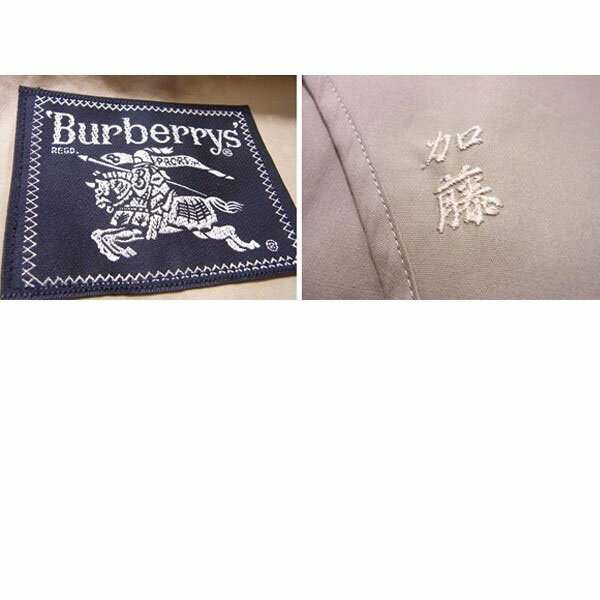 'Burberrys'®
REGD.
PRORSUM
®
加藤